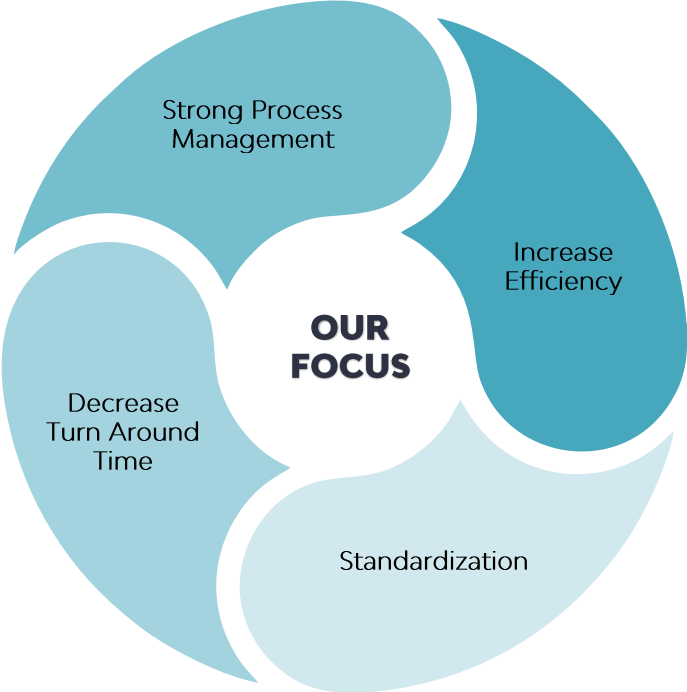 Strong Process
Management
Increase
Efficiency
OUR
FOCUS
Decrease
Turn Around
Time
Standardization